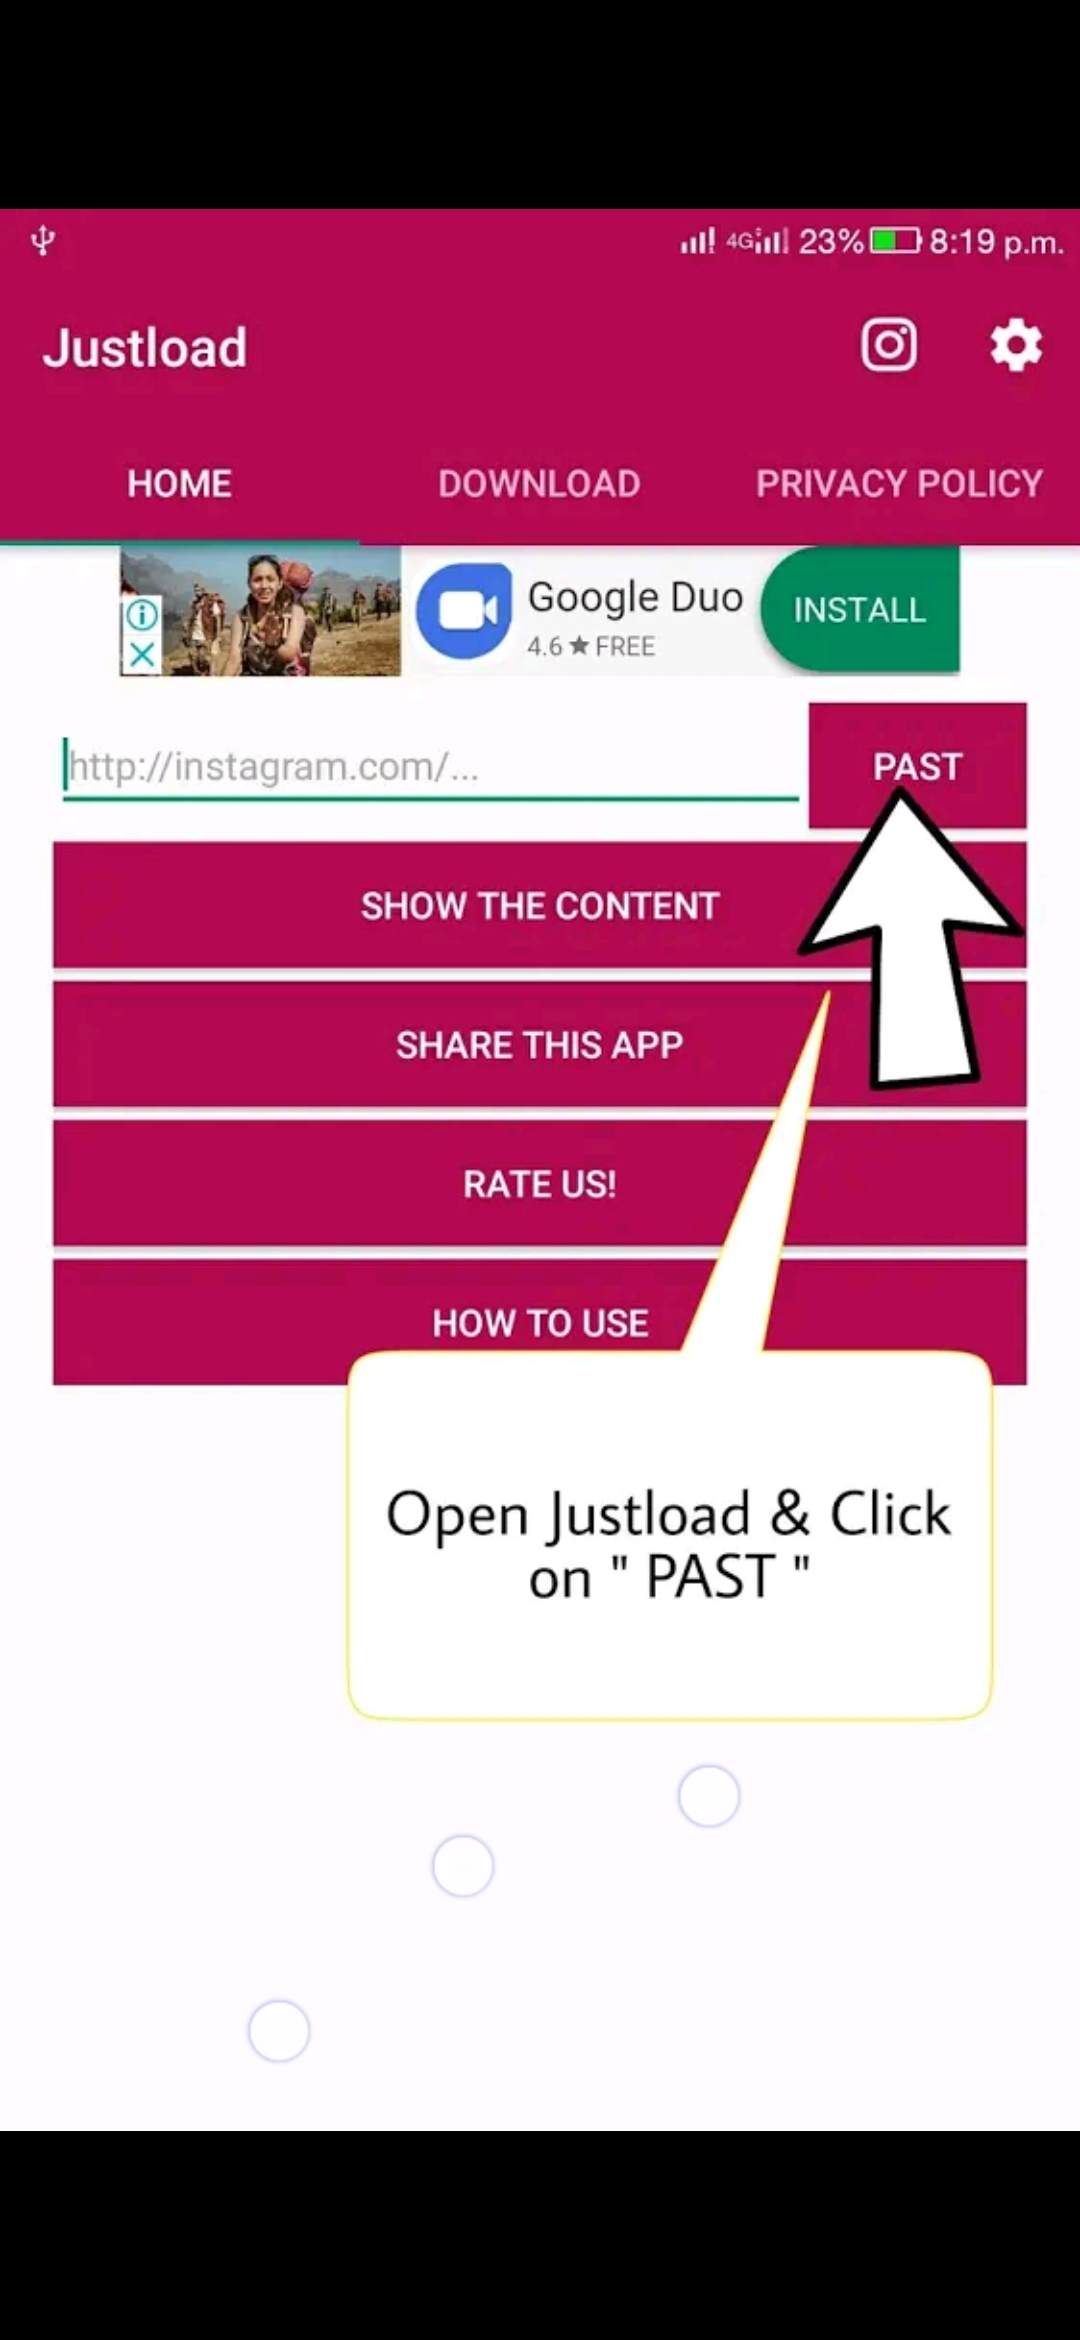 4G 23% 8:19 p.m.
Justload
HOME DOWNLOAD PRIVACY POLICY
Google Duo
4.6 ★ FREE
INSTALL
http://instagram.com/...
PAST
SHOW THE CONTENT
SHARE THIS APP
RATE US!
HOW TO USE
Open Justload & Click
on " PAST "